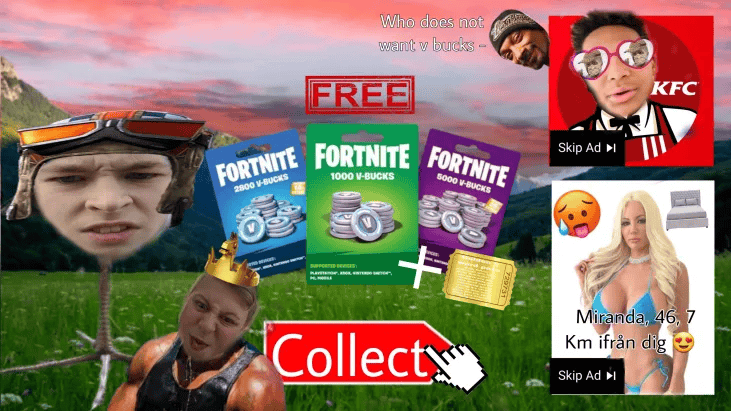 Who does not
want v bucks -
FREE
KFC
Skip Ad
FORTNITE
2800 V-BUCKS
FORTNITE
1000 V-BUCKS
SUPPORTED DEVICES:
PLAYSTATION®, XBOX, NINTENDO SWITCH™,
PC, MOBILE
FORTNITE
5000 V-BUCKS
Collect
Miranda, 46, 7
Km ifrån dig
Skip Ad